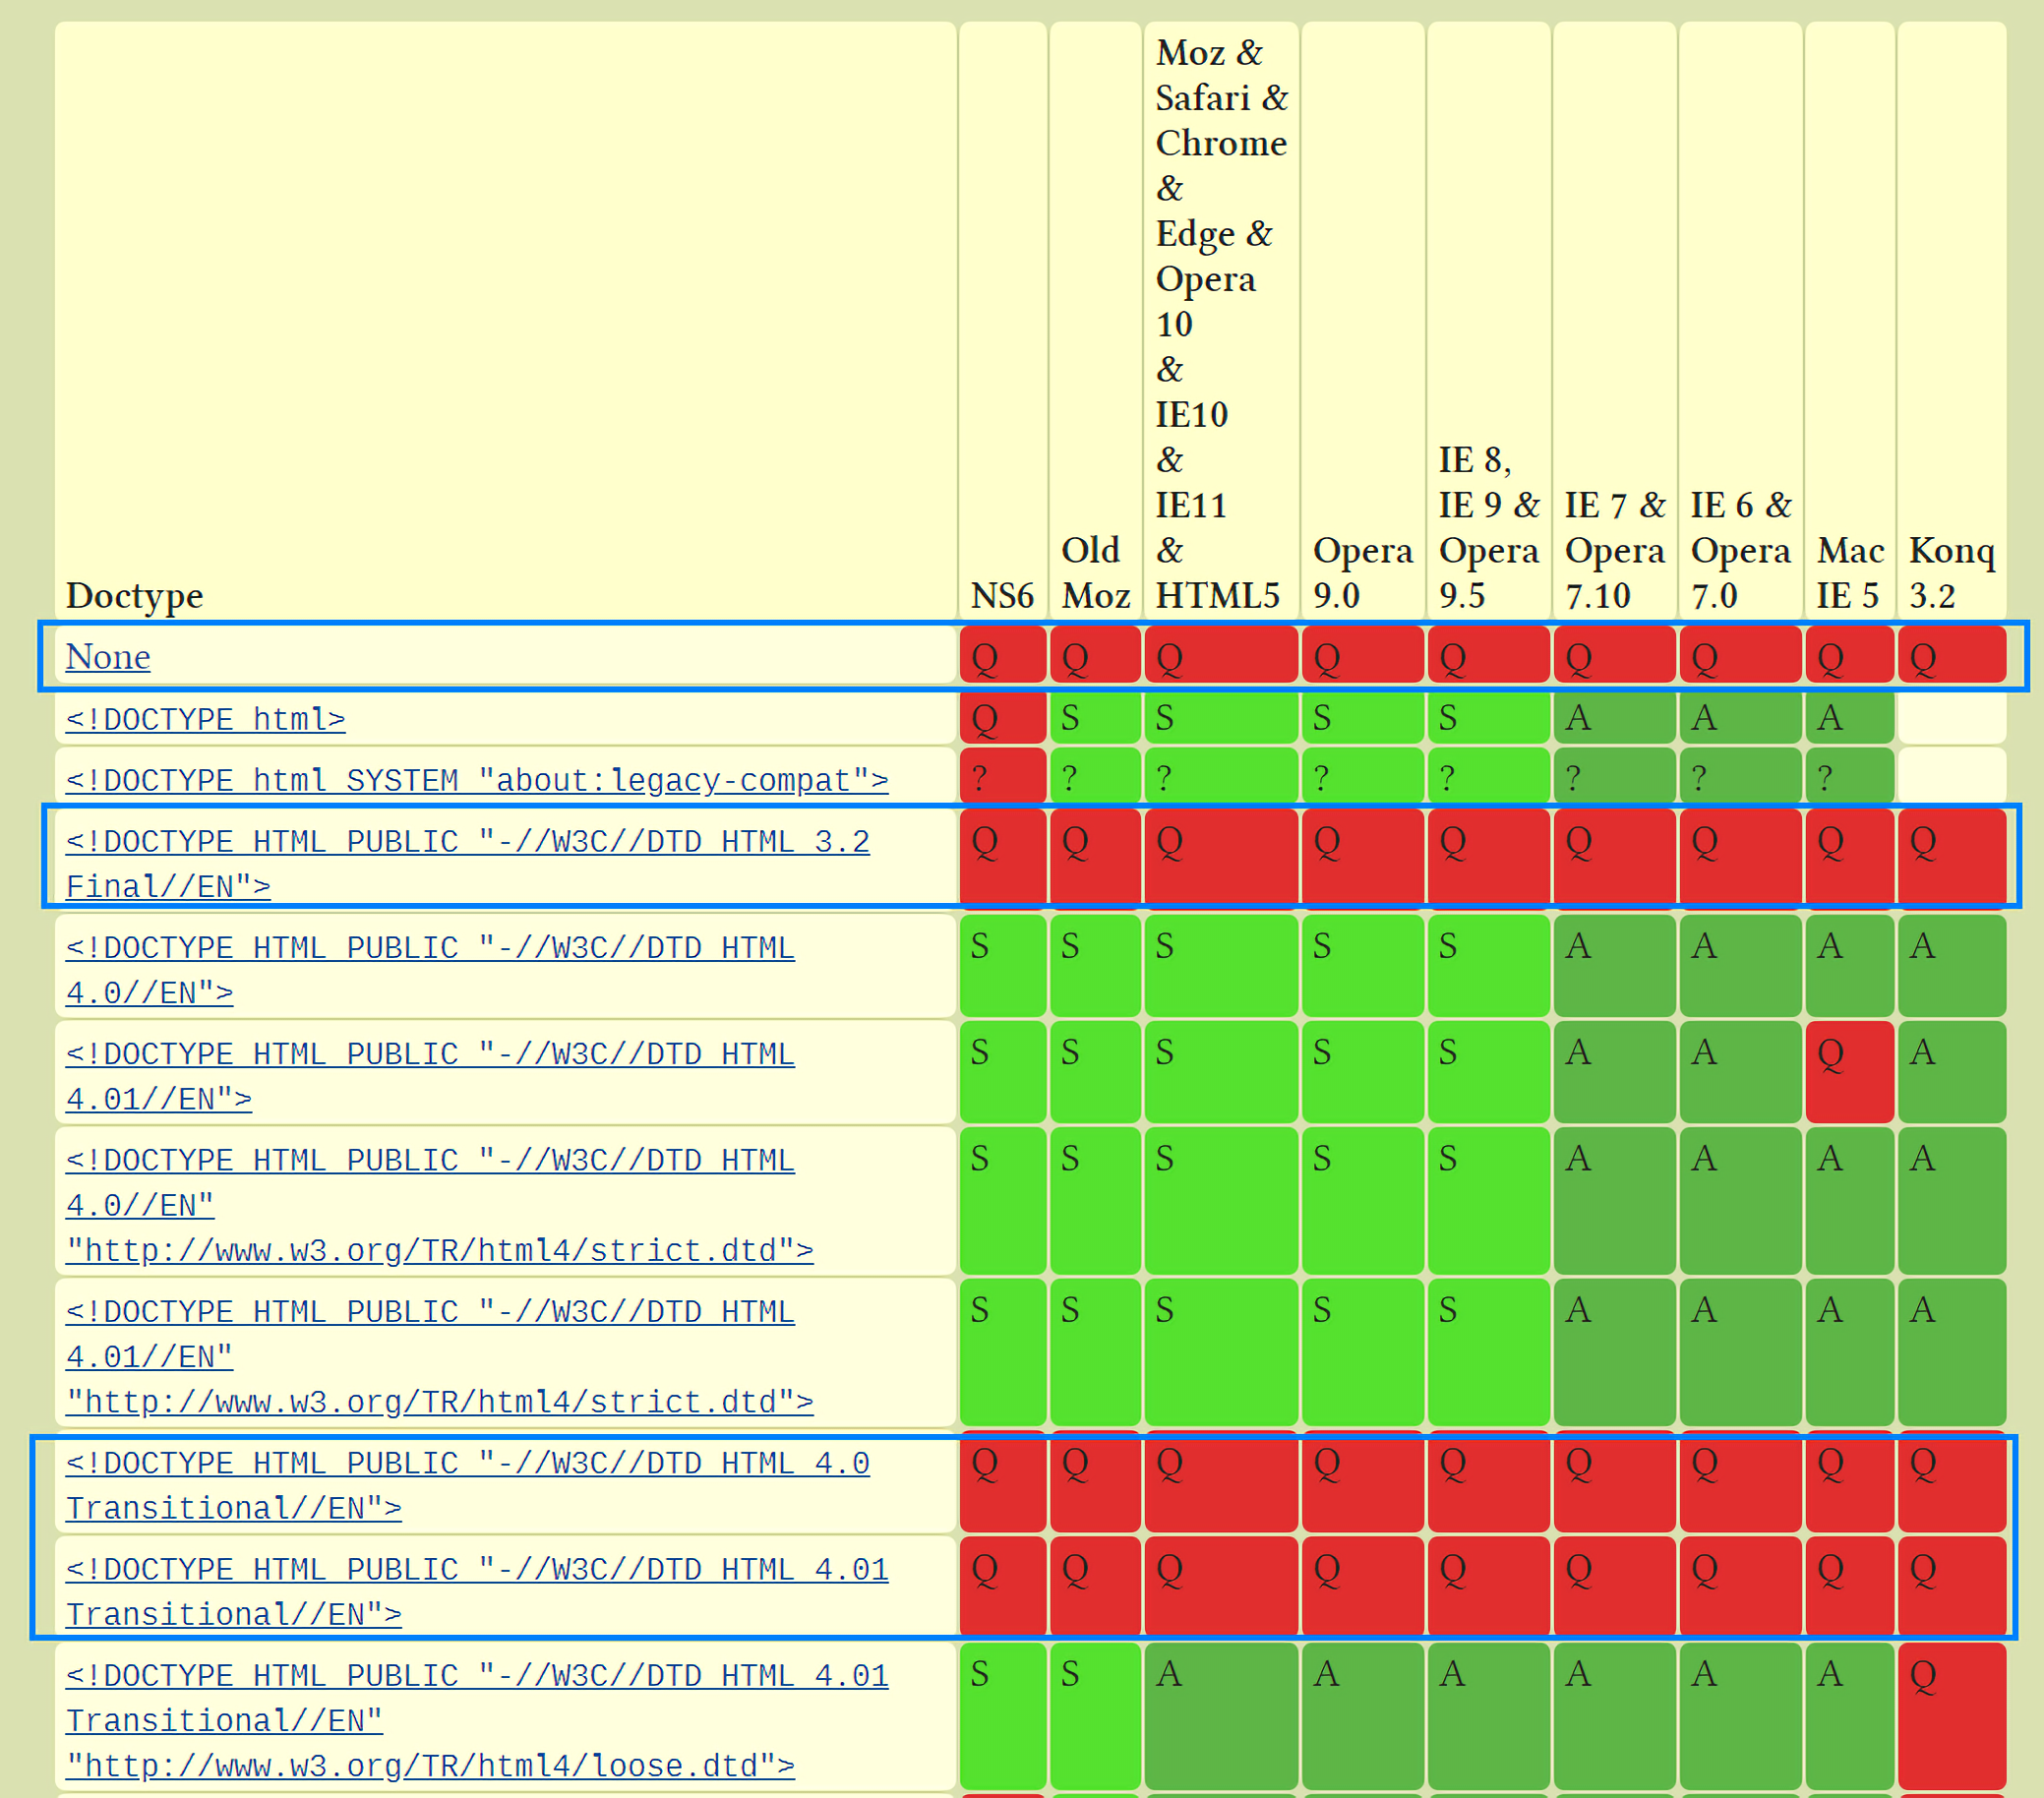 Doctype
NS6
Old
Moz
Moz &
Safari &
Chrome
&
Edge &
Opera
10
&
IE10
&
IE11
&
HTML5
Opera
9.0
IE 8,
IE 9 &
Opera
9.5
IE 7 &
Opera
7.10
IE 6 &
Opera
7.0
Mac
IE 5
Konq
3.2
None Q Q Q Q Q Q Q Q Q
<!DOCTYPE html> Q S S S S A A A
<!DOCTYPE html SYSTEM "about:legacy-compat"> ? ? ? ? ? ? ? ?
<!DOCTYPE HTML PUBLIC "-//W3C//DTD HTML 3.2 Q Q Q Q Q Q Q Q Q
Final//EN">
<!DOCTYPE HTML PUBLIC "-//W3C//DTD HTML S S S S S A A A A
4.0//EN">
<!DOCTYPE HTML PUBLIC "-//W3C//DTD HTML S S S S S A A Q A
4.01//EN">
<!DOCTYPE HTML PUBLIC "-//W3C//DTD HTML S S S S S A A A A
4.0//EN"
"http://www.w3.org/TR/html4/strict.dtd">
<!DOCTYPE HTML PUBLIC "-//W3C//DTD HTML S S S S S A A A A
4.01//EN"
"http://www.w3.org/TR/html4/strict.dtd">
<!DOCTYPE HTML PUBLIC "-//W3C//DTD HTML 4.0 Q Q Q Q Q Q Q Q Q
Transitional//EN">
<!DOCTYPE HTML PUBLIC "-//W3C//DTD HTML 4.01 Q Q Q Q Q Q Q Q Q
Transitional//EN">
<!DOCTYPE HTML PUBLIC "-//W3C//DTD HTML 4.01 S S A A A A A A Q
Transitional//EN"
"http://www.w3.org/TR/html4/loose.dtd">